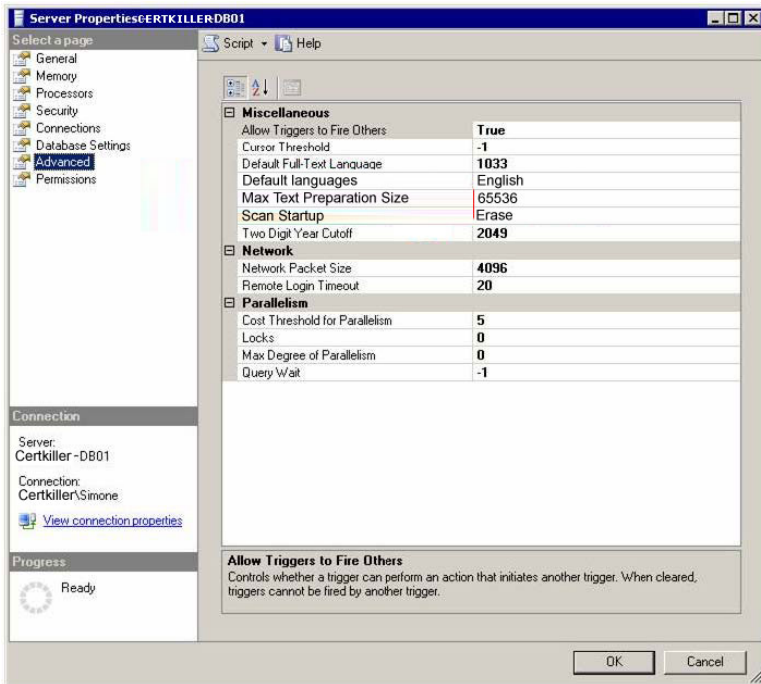 Server Properties CERTKILLER-DB01
Select a page
General
Memory
Processors
Security
Connections
Database Settings
Advanced
Permissions
Connection
Server:
Certkiller -DB01
Connection:
Certkiller\Simone
View connection properties
Progress
Ready
Script
Help
Miscellaneous
Allow Triggers to Fire Others True
Cursor Threshold -1
Default Full-Text Language 1033
Default languages English
Max Text Preparation Size 65536
Scan Startup Erase
Two Digit Year Cutoff 2049
Network
Network Packet Size 4096
Remote Login Timeout 20
Parallelism
Cost Threshold for Parallelism 5
Locks 0
Max Degree of Parallelism 0
Query Wait -1
Allow Triggers to Fire Others
Controls whether a trigger can perform an action that initiates another trigger. When cleared,
triggers cannot be fired by another trigger.
OK Cancel